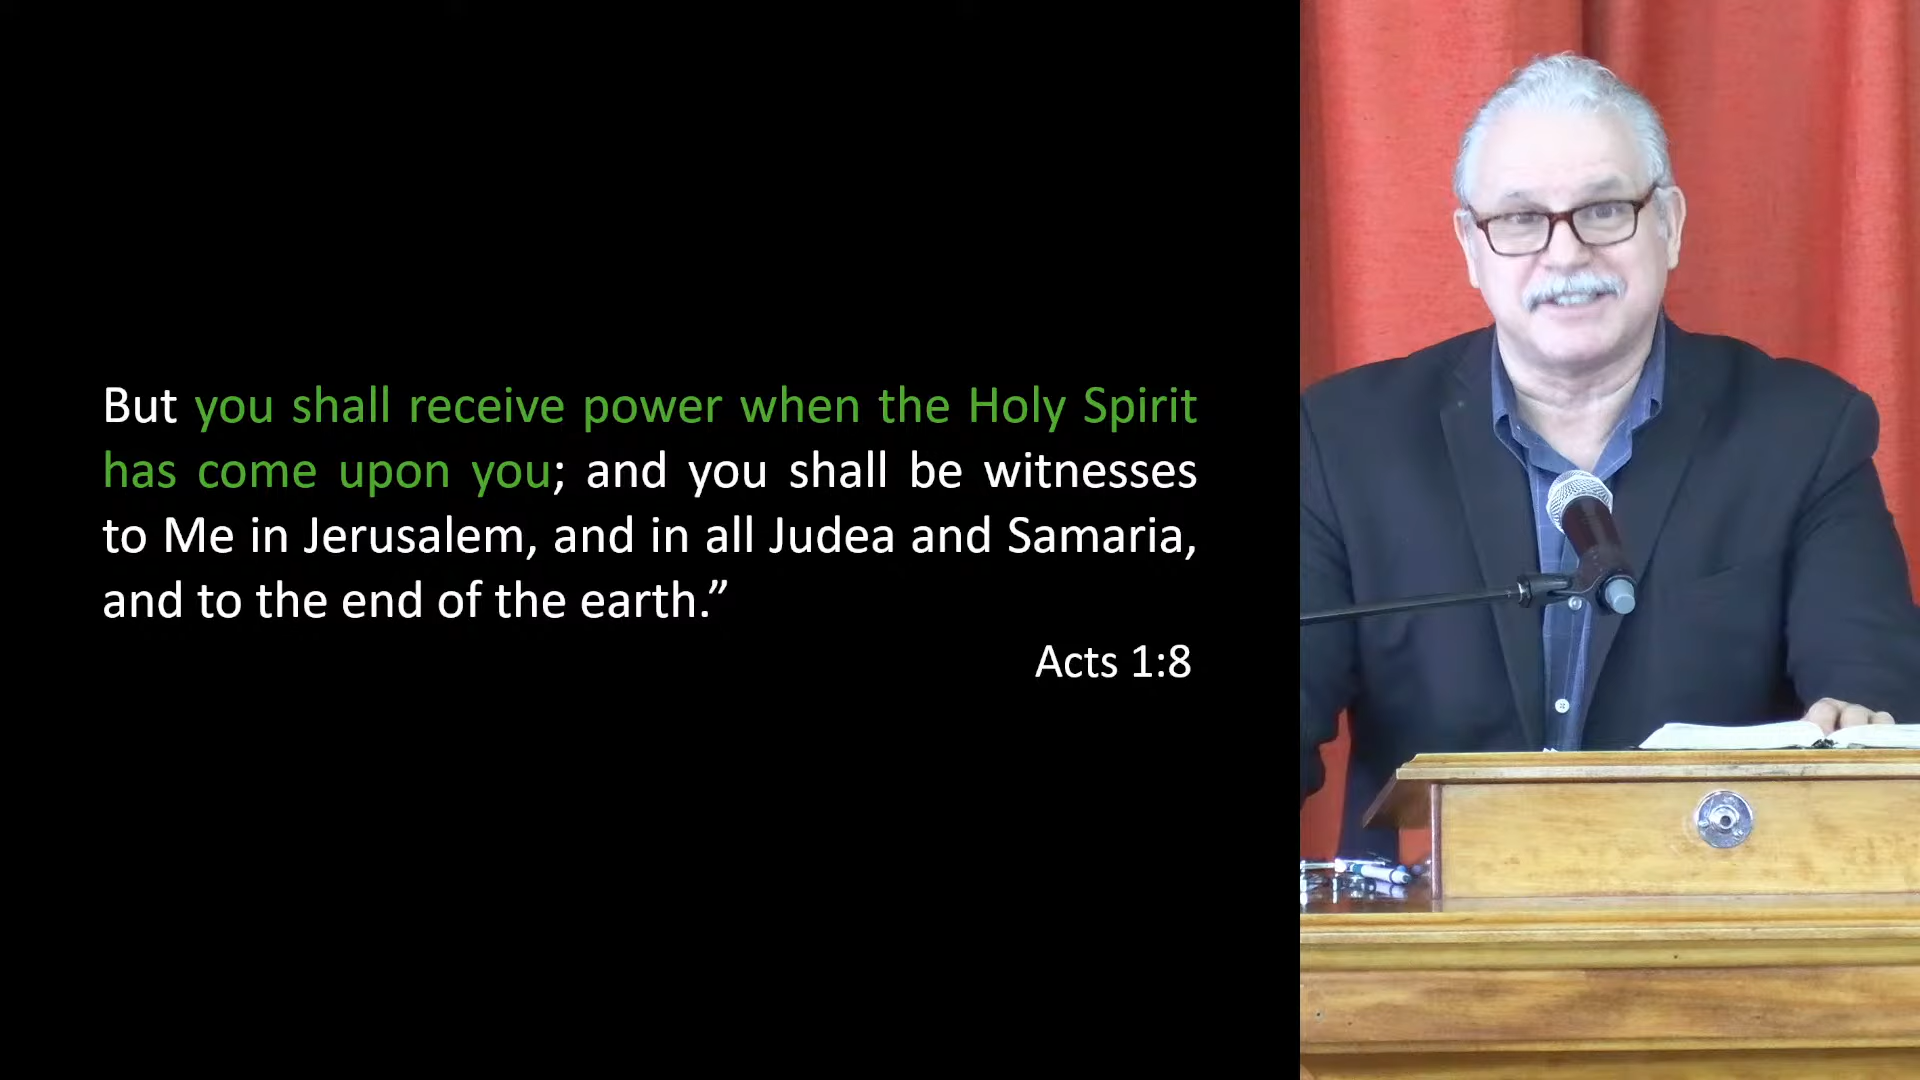 But you shall receive power when the Holy Spirit
has come upon you; and you shall be witnesses
to Me in Jerusalem, and in all Judea and Samaria,
and to the end of the earth.”
Acts 1:8